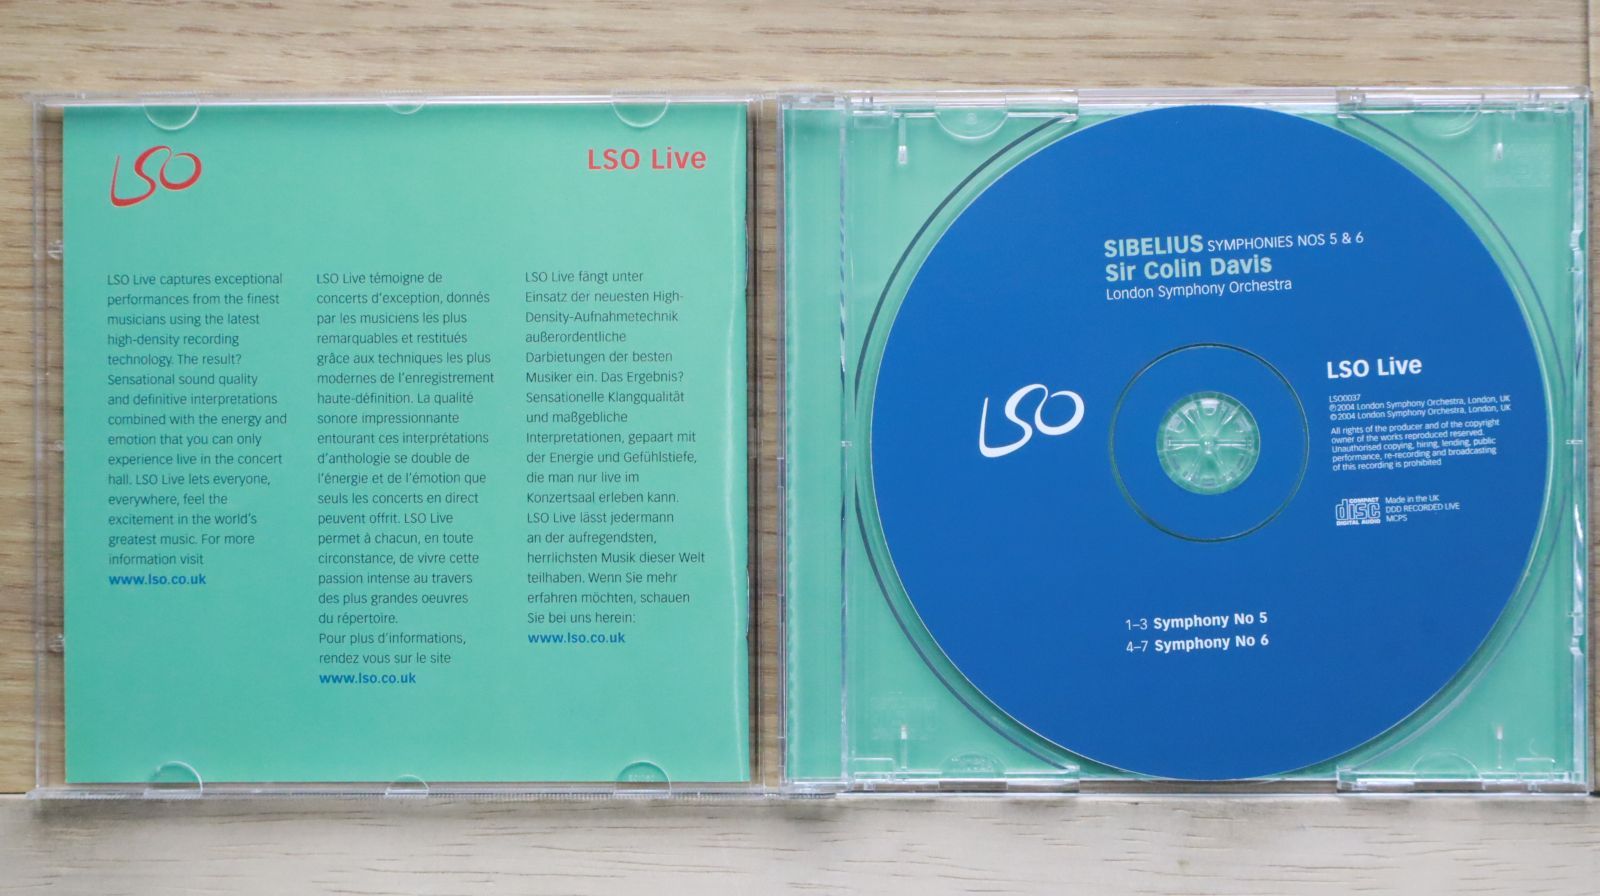 LSO
LSO Live
LSO Live captures exceptional
performances from the finest
musicians using the latest
high-density recording
technology. The result?
Sensational sound quality
and definitive interpretations
combined with the energy and
emotion that you can only
experience live in the concert
hall. LSO Live lets everyone,
everywhere, feel the
excitement in the world's
greatest music. For more
information visit
www.lso.co.uk
LSO Live témoigne de
concerts d'exception, donnés
par les musiciens les plus
remarquables et restitués
grâce aux techniques les plus
modernes de l'enregistrement
haute-définition. La qualité
sonore impressionnante
entourant ces interprétations
d'anthologie se double de
l'énergie et de l'émotion que
seuls les concerts en direct
peuvent offrit. LSO Live
permet à chacun, en toute
circonstance, de vivre cette
passion intense au travers
des plus grandes oeuvres
du répertoire.
Pour plus d'informations,
rendez vous sur le site
www.lso.co.uk
LSO Live fängt unter
Einsatz der neuesten High-
Density-Aufnahmetechnik
außerordentliche
Darbietungen der besten
Musiker ein. Das Ergebnis?
Sensationelle Klangqualität
und maßgebliche
Interpretationen, gepaart mit
der Energie und Gefühlstiefe,
die man nur live im
Konzertsaal erleben kann.
LSO Live lässt jedermann
an der aufregendsten,
herrlichsten Musik dieser Welt
teilhaben. Wenn Sie mehr
erfahren möchten, schauen
Sie bei uns herein:
www.lso.co.uk
SIBELIUS SYMPHONIES NOS 5 & 6
Sir Colin Davis
London Symphony Orchestra
LSO
LSO Live
LSO0037
℗2004 London Symphony Orchestra, London, UK
©2004 London Symphony Orchestra, London, UK
All rights of the producer and of the copyright
owner of the works reproduced reserved.
Unauthorised copying, hiring, lending, public
performance, re-recording and broadcasting
of this recording is prohibited
COMPACT
disc
DIGITAL AUDIO
Made in the UK
DDD RECORDED LIVE
MCPS
1–3 Symphony No 5
4–7 Symphony No 6